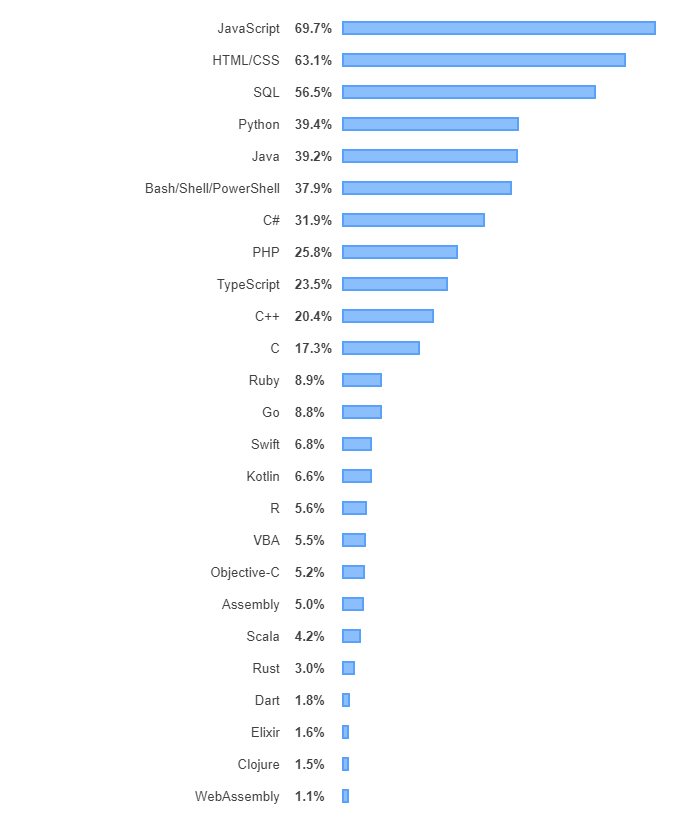 JavaScript 69.7%
HTML/CSS 63.1%
SQL 56.5%
Python 39.4%
Java 39.2%
Bash/Shell/PowerShell 37.9%
C# 31.9%
PHP 25.8%
TypeScript 23.5%
C++ 20.4%
C 17.3%
Ruby 8.9%
Go 8.8%
Swift 6.8%
Kotlin 6.6%
R 5.6%
VBA 5.5%
Objective-C 5.2%
Assembly 5.0%
Scala 4.2%
Rust 3.0%
Dart 1.8%
Elixir 1.6%
Clojure 1.5%
WebAssembly 1.1%